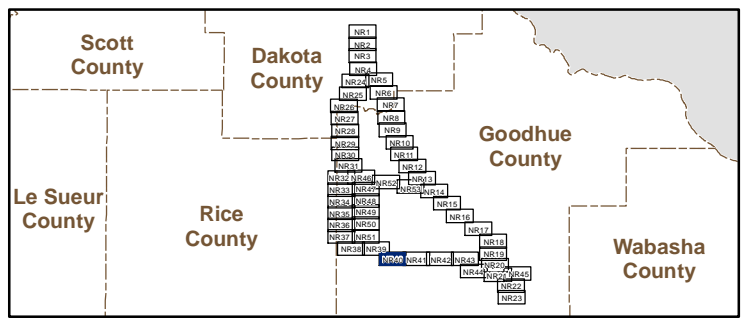 Scott
County
Dakota
County
Goodhue
County
Le Sueur
County
Rice
County
Wabasha
County
NR1
NR2
NR3
NR4
NR24
NR5
NR25
NR6
NR26
NR7
NR27
NR8
NR28
NR9
NR29
NR10
NR30
NR11
NR31
NR12
NR32
NR46
NR52
NR13
NR33
NR47
NR53
NR14
NR34
NR48
NR15
NR35
NR49
NR16
NR36
NR50
NR17
NR37
NR51
NR18
NR38
NR39
NR19
NR40
NR41
NR42
NR43
NR20
NR44
NR21
NR45
NR22
NR23